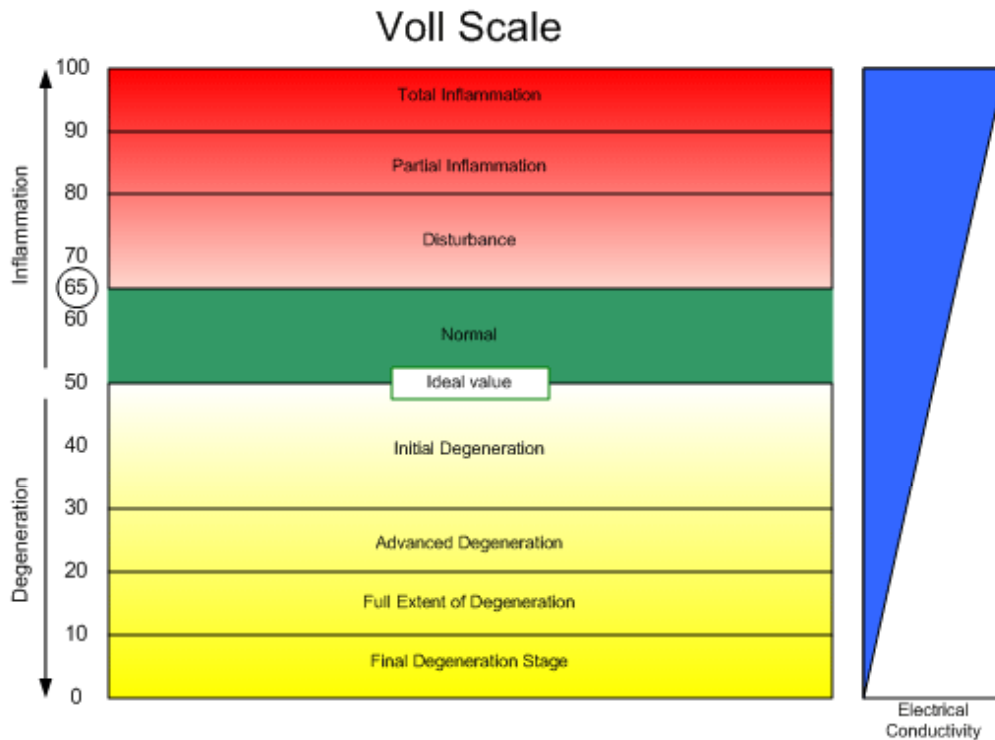 Voll Scale
100
Total Inflammation
90
Partial Inflammation
80
Disturbance
70
65
60
Normal
50
Ideal value
40
Initial Degeneration
30
Advanced Degeneration
20
Full Extent of Degeneration
10
Final Degeneration Stage
0
Inflammation
Degeneration
Electrical
Conductivity